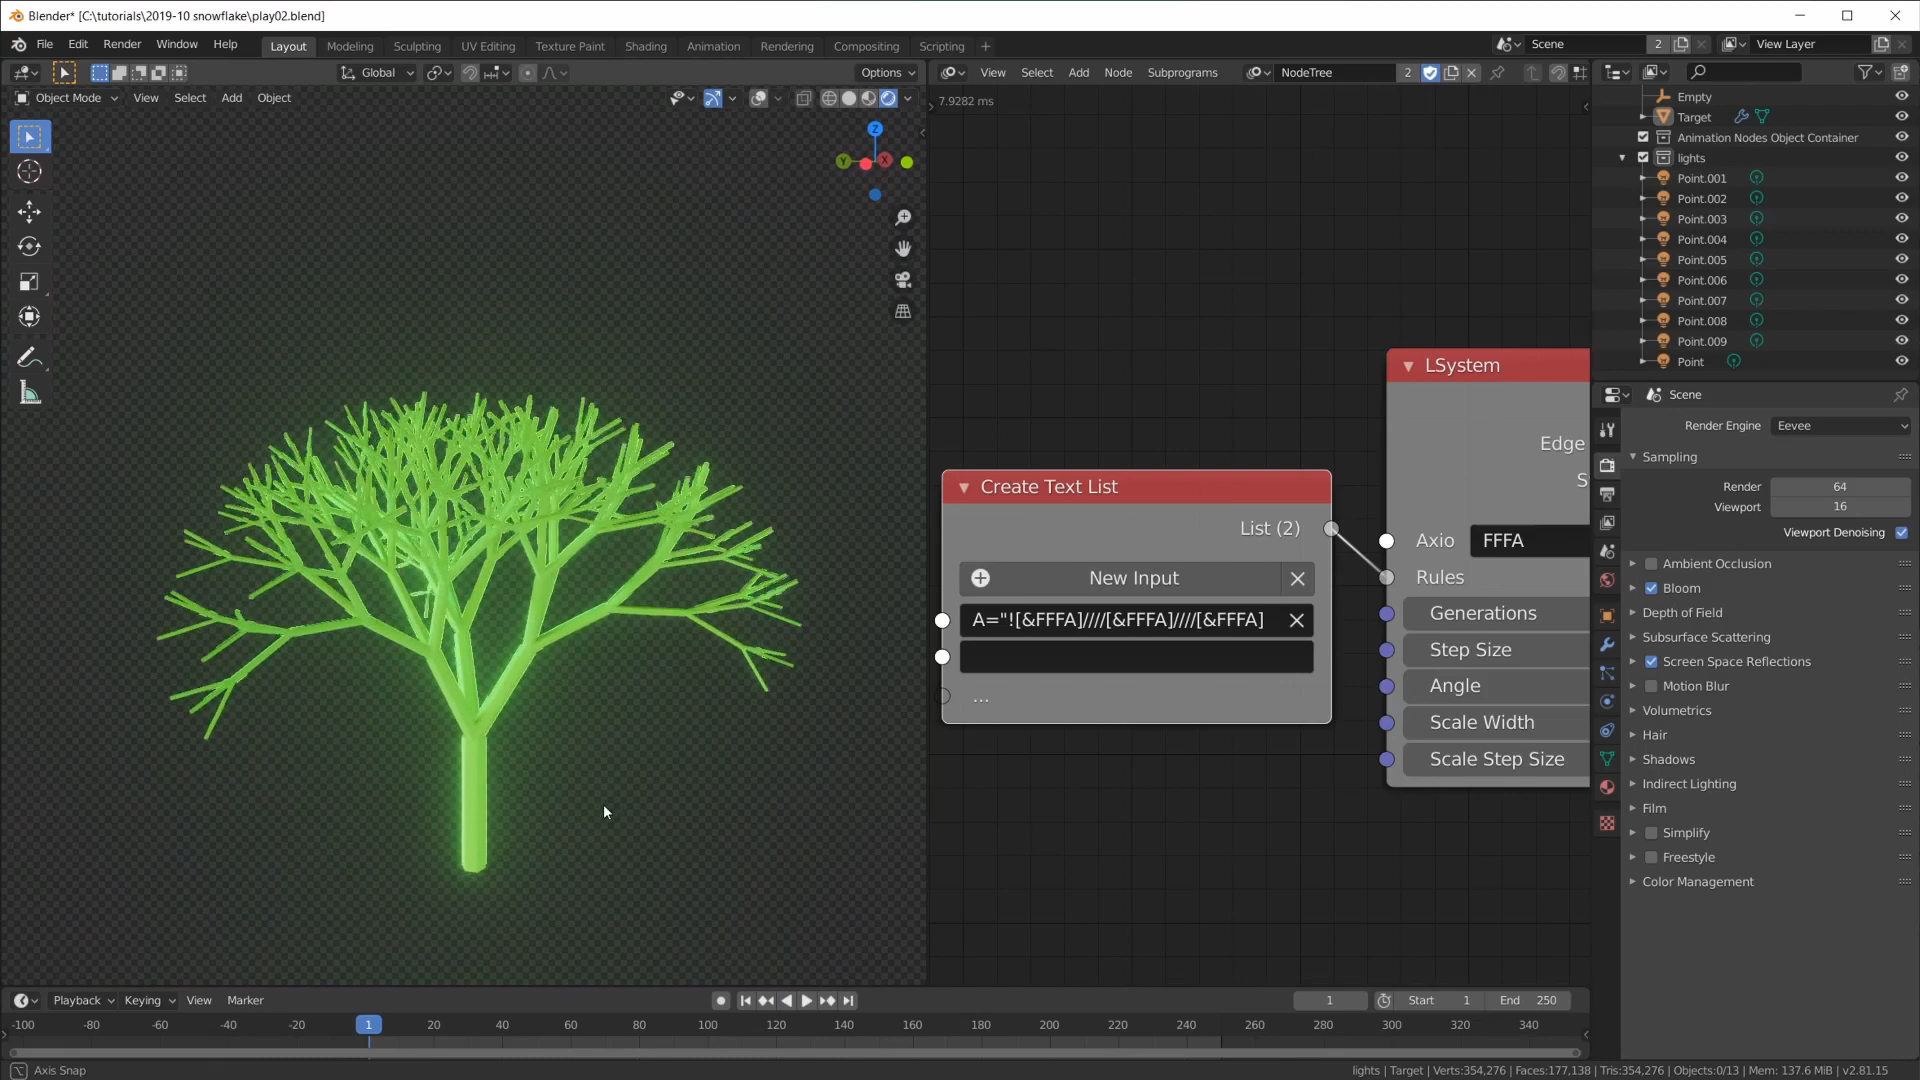 Blender* [C:\tutorials\2019-10 snowflake\play02.blend]
File Edit Render Window Help Layout Modeling Sculpting UV Editing Texture Paint Shading Animation Rendering Compositing Scripting + Scene 2 View Layer
Global Options View Select Add Node Subprograms NodeTree 2
Object Mode View Select Add Object
7.9282 ms
Z
Y
X
Empty
Target
Animation Nodes Object Container
lights
Point.001
Point.002
Point.003
Point.004
Point.005
Point.006
Point.007
Point.008
Point.009
Point
Scene
Render Engine Eevee
Sampling
Render 64
Viewport 16
Viewport Denoising
Ambient Occlusion
Bloom
Depth of Field
Subsurface Scattering
Screen Space Reflections
Motion Blur
Volumetrics
Hair
Shadows
Indirect Lighting
Film
Simplify
Freestyle
Color Management
Create Text List
List (2)
New Input
A="![&FFFA]////[&FFFA]////[&FFFA]
...
LSystem
Edge
S
Axio FFFA
Rules
Generations
Step Size
Angle
Scale Width
Scale Step Size
Playback Keying View Marker 1 Start 1 End 250
-100 -80 -60 -40 -20 1 20 40 60 80 100 120 140 160 180 200 220 240 260 280 300 320 340
Axis Snap
lights | Target | Verts:354,276 | Faces:177,138 | Tris:354,276 | Objects:0/13 | Mem: 137.6 MiB | v2.81.15